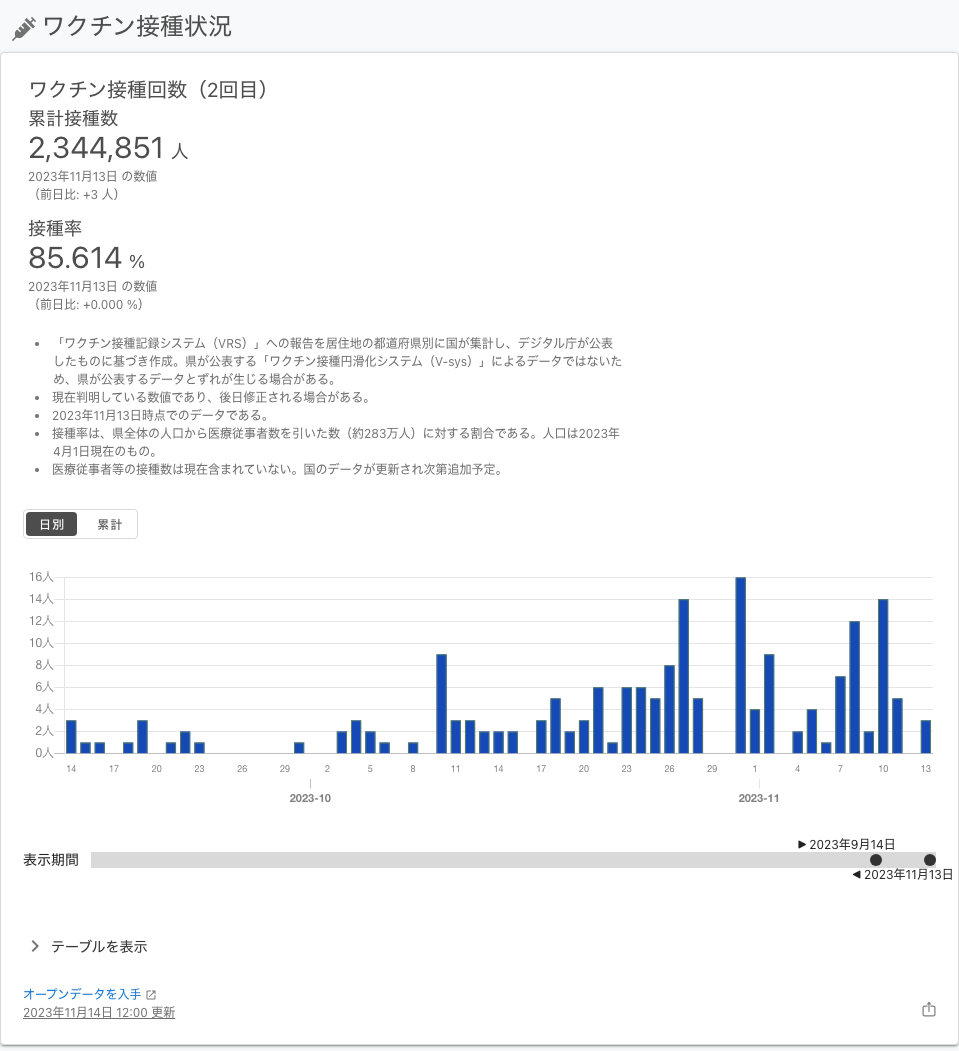 ワクチン接種状況
ワクチン接種回数（2回目）
累計接種数
2,344,851 人
2023年11月13日 の数値
（前日比: +3 人）
接種率
85.614 %
2023年11月13日 の数値
（前日比: +0.000 %）
• 「ワクチン接種記録システム（VRS）」への報告を居住地の都道府県別に国が集計し、デジタル庁が公表
したものに基づき作成。県が公表する「ワクチン接種円滑化システム（V-sys）」によるデータではないた
め、県が公表するデータとずれが生じる場合がある。
• 現在判明している数値であり、後日修正される場合がある。
• 2023年11月13日時点でのデータである。
• 接種率は、県全体の人口から医療従事者数を引いた数（約283万人）に対する割合である。人口は2023年
4月1日現在のもの。
• 医療従事者等の接種数は現在含まれていない。国のデータが更新され次第追加予定。
日別 累計
16人
14人
12人
10人
8人
6人
4人
2人
0人
14 17 20 23 26 29 2 5 8 11 14 17 20 23 26 29 1 4 7 10 13
2023-10 2023-11
▶ 2023年9月14日
表示期間
◀ 2023年11月13日
テーブルを表示
オープンデータを入手
2023年11月14日 12:00 更新